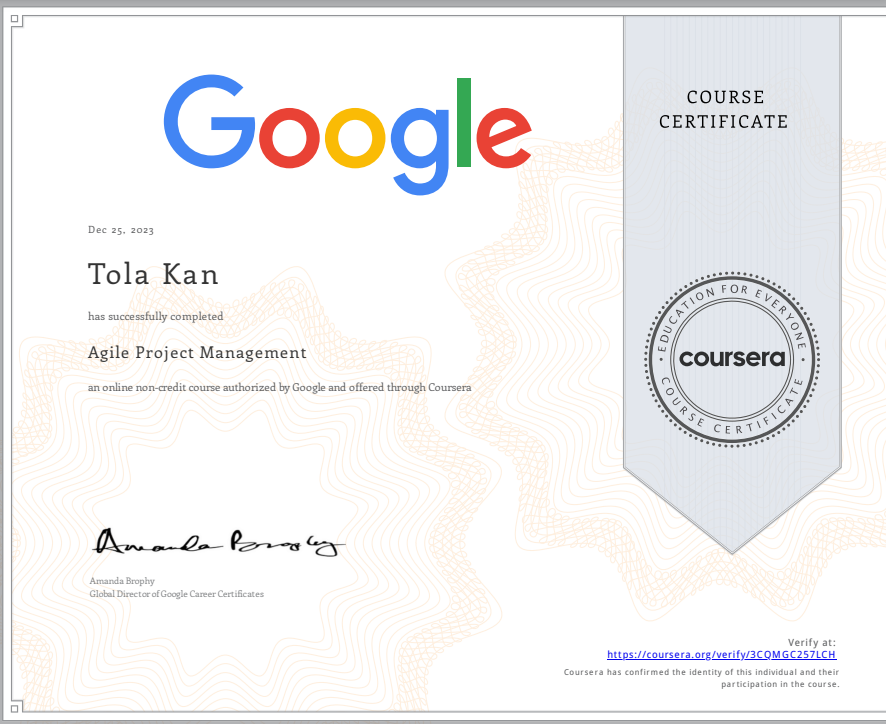 Google
COURSE
CERTIFICATE
Dec 25, 2023
Tola Kan
has successfully completed
Agile Project Management
an online non-credit course authorized by Google and offered through Coursera
EDUCATION FOR EVERYONE
coursera
COURSE CERTIFICATE
Amanda Brophy
Amanda Brophy
Global Director of Google Career Certificates
Verify at:
https://coursera.org/verify/3CQMGC257LCH
Coursera has confirmed the identity of this individual and their
participation in the course.